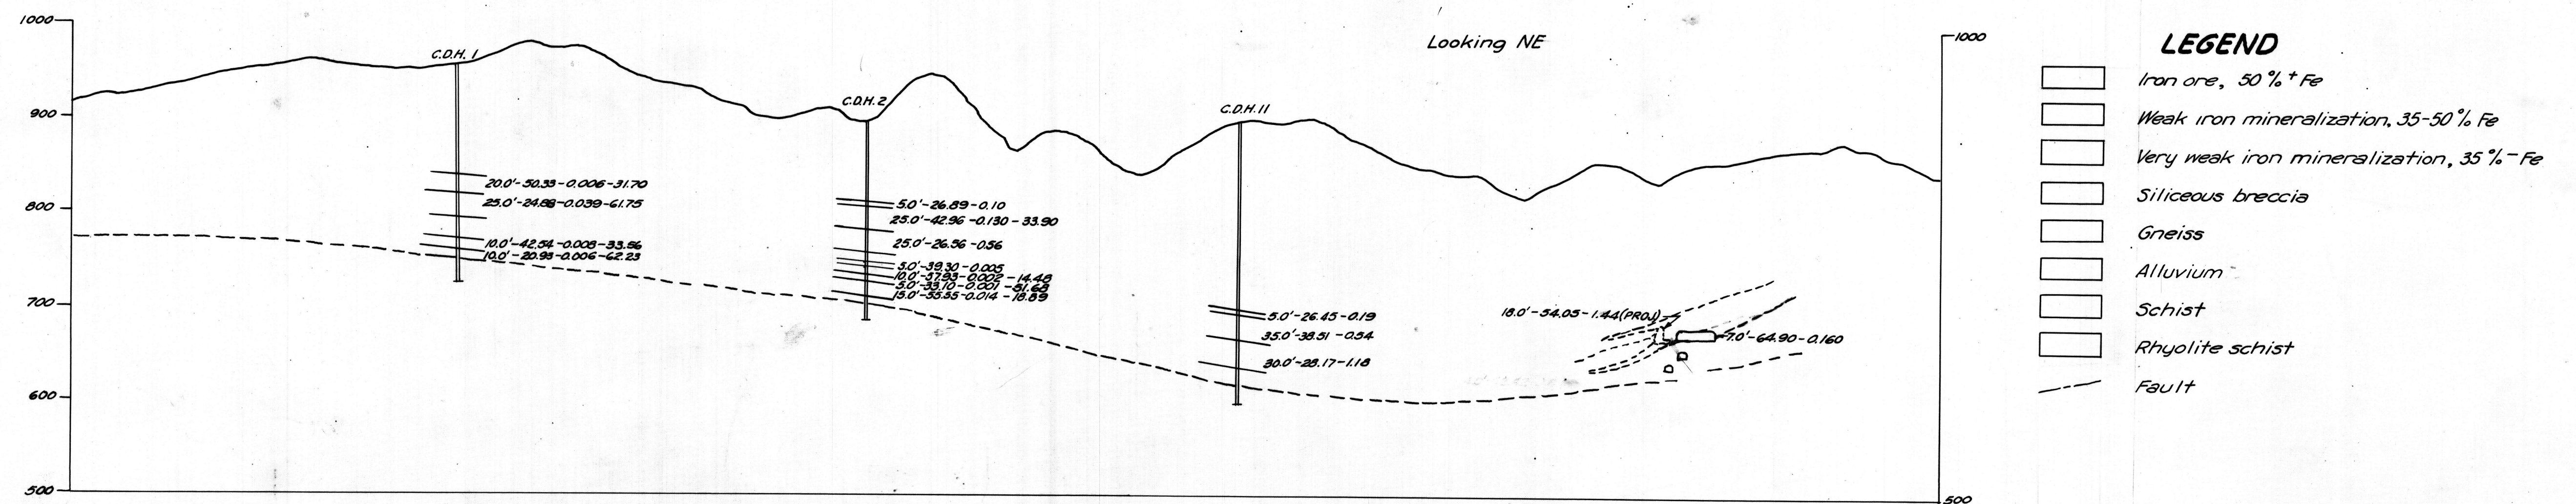 1000
900
800
700
600
500
C.D.H. 1
20.0'-50.33-0.006-31.70
25.0'-24.88-0.039-61.75
10.0'-42.54-0.008-33.56
10.0'-20.93-0.006-62.23
C.D.H. 2
5.0'-26.89-0.10
25.0'-42.96-0.130-33.90
25.0'-26.56-0.56
5.0'-39.30-0.005
10.0'-57.93-0.002-14.48
5.0'-33.10-0.001-51.68
15.0'-55.55-0.014-18.89
C.D.H. 11
5.0'-26.45-0.19
35.0'-38.51-0.54
30.0'-28.17-1.18
Looking NE
18.0'-54.05-1.44(PROJ)
7.0'-64.90-0.160
1000
500
LEGEND
Iron ore, 50%+ Fe
Weak iron mineralization, 35-50% Fe
Very weak iron mineralization, 35%- Fe
Siliceous breccia
Gneiss
Alluvium
Schist
Rhyolite schist
Fault